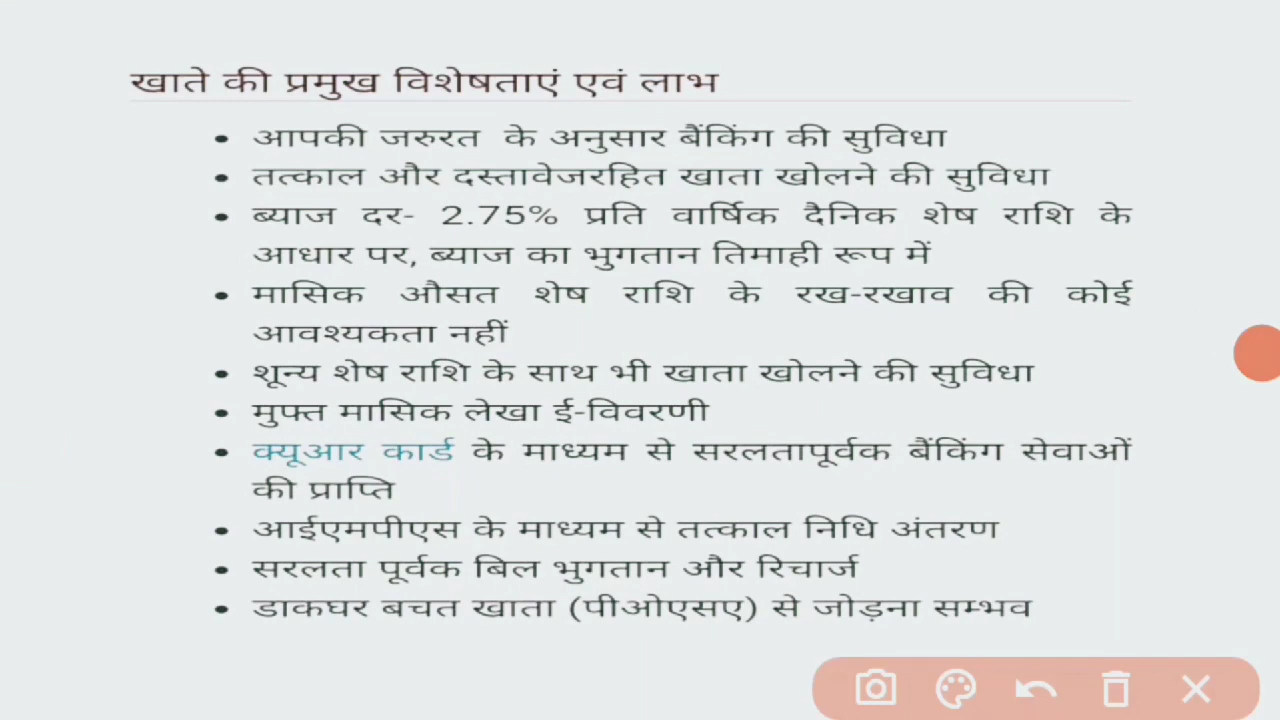 खाते की प्रमुख विशेषताएं एवं लाभ
• आपकी जरुरत के अनुसार बैंकिंग की सुविधा
• तत्काल और दस्तावेजरहित खाता खोलने की सुविधा
• ब्याज दर- 2.75% प्रति वार्षिक दैनिक शेष राशि के
आधार पर, ब्याज का भुगतान तिमाही रूप में
• मासिक औसत शेष राशि के रख-रखाव की कोई
आवश्यकता नहीं
• शून्य शेष राशि के साथ भी खाता खोलने की सुविधा
• मुफ्त मासिक लेखा ई-विवरणी
• क्यूआर कार्ड के माध्यम से सरलतापूर्वक बैंकिंग सेवाओं
की प्राप्ति
• आईएमपीएस के माध्यम से तत्काल निधि अंतरण
• सरलता पूर्वक बिल भुगतान और रिचार्ज
• डाकघर बचत खाता (पीओएसए) से जोड़ना सम्भव